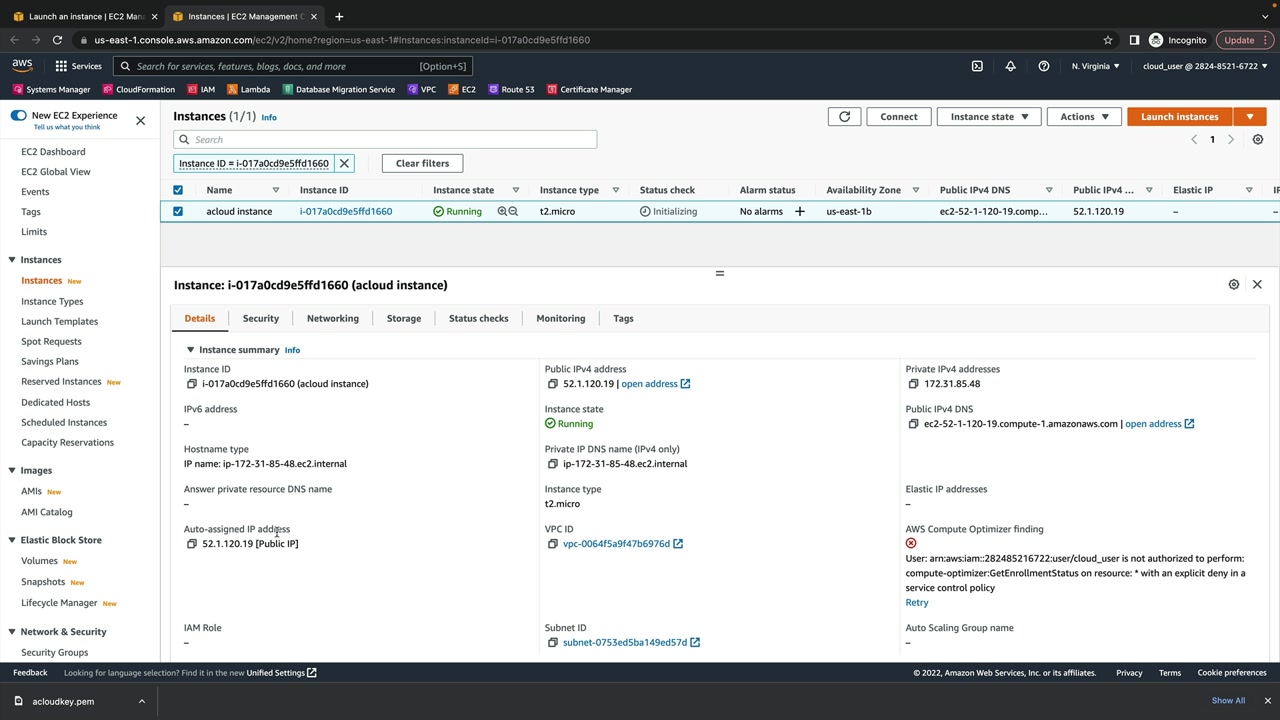 Launch an instance | EC2 Mana
Instances | EC2 Management C
us-east-1.console.aws.amazon.com/ec2/v2/home?region=us-east-1#Instances:instanceId=i-017a0cd9e5ffd1660
Incognito
Update
aws
Services
Search for services, features, blogs, docs, and more
[Option+S]
N. Virginia
cloud_user @ 2824-8521-6722
Systems Manager
CloudFormation
IAM
Lambda
Database Migration Service
VPC
EC2
Route 53
Certificate Manager
New EC2 Experience
Tell us what you think
EC2 Dashboard
EC2 Global View
Events
Tags
Limits
Instances
Instances New
Instance Types
Launch Templates
Spot Requests
Savings Plans
Reserved Instances New
Dedicated Hosts
Scheduled Instances
Capacity Reservations
Images
AMIs New
AMI Catalog
Elastic Block Store
Volumes New
Snapshots New
Lifecycle Manager New
Network & Security
Security Groups
Instances (1/1) Info
Connect
Instance state
Actions
Launch instances
Search
1
Instance ID = i-017a0cd9e5ffd1660
Clear filters
Name
Instance ID
Instance state
Instance type
Status check
Alarm status
Availability Zone
Public IPv4 DNS
Public IPv4 ...
Elastic IP
acloud instance
i-017a0cd9e5ffd1660
Running
t2.micro
Initializing
No alarms
us-east-1b
ec2-52-1-120-19.comp...
52.1.120.19
–
Instance: i-017a0cd9e5ffd1660 (acloud instance)
Details
Security
Networking
Storage
Status checks
Monitoring
Tags
Instance summary Info
Instance ID
i-017a0cd9e5ffd1660 (acloud instance)
Public IPv4 address
52.1.120.19 | open address
Private IPv4 addresses
172.31.85.48
IPv6 address
–
Instance state
Running
Public IPv4 DNS
ec2-52-1-120-19.compute-1.amazonaws.com | open address
Hostname type
IP name: ip-172-31-85-48.ec2.internal
Private IP DNS name (IPv4 only)
ip-172-31-85-48.ec2.internal
Answer private resource DNS name
–
Instance type
t2.micro
Elastic IP addresses
–
Auto-assigned IP address
52.1.120.19 [Public IP]
VPC ID
vpc-0064f5a9f47b6976d
AWS Compute Optimizer finding
User: arn:aws:iam::282485216722:user/cloud_user is not authorized to perform:
compute-optimizer:GetEnrollmentStatus on resource: * with an explicit deny in a
service control policy
Retry
IAM Role
–
Subnet ID
subnet-0753ed5ba149ed57d
Auto Scaling Group name
–
Feedback
Looking for language selection? Find it in the new Unified Settings
© 2022, Amazon Web Services, Inc. or its affiliates.
Privacy
Terms
Cookie preferences
acloudkey.pem
Show All